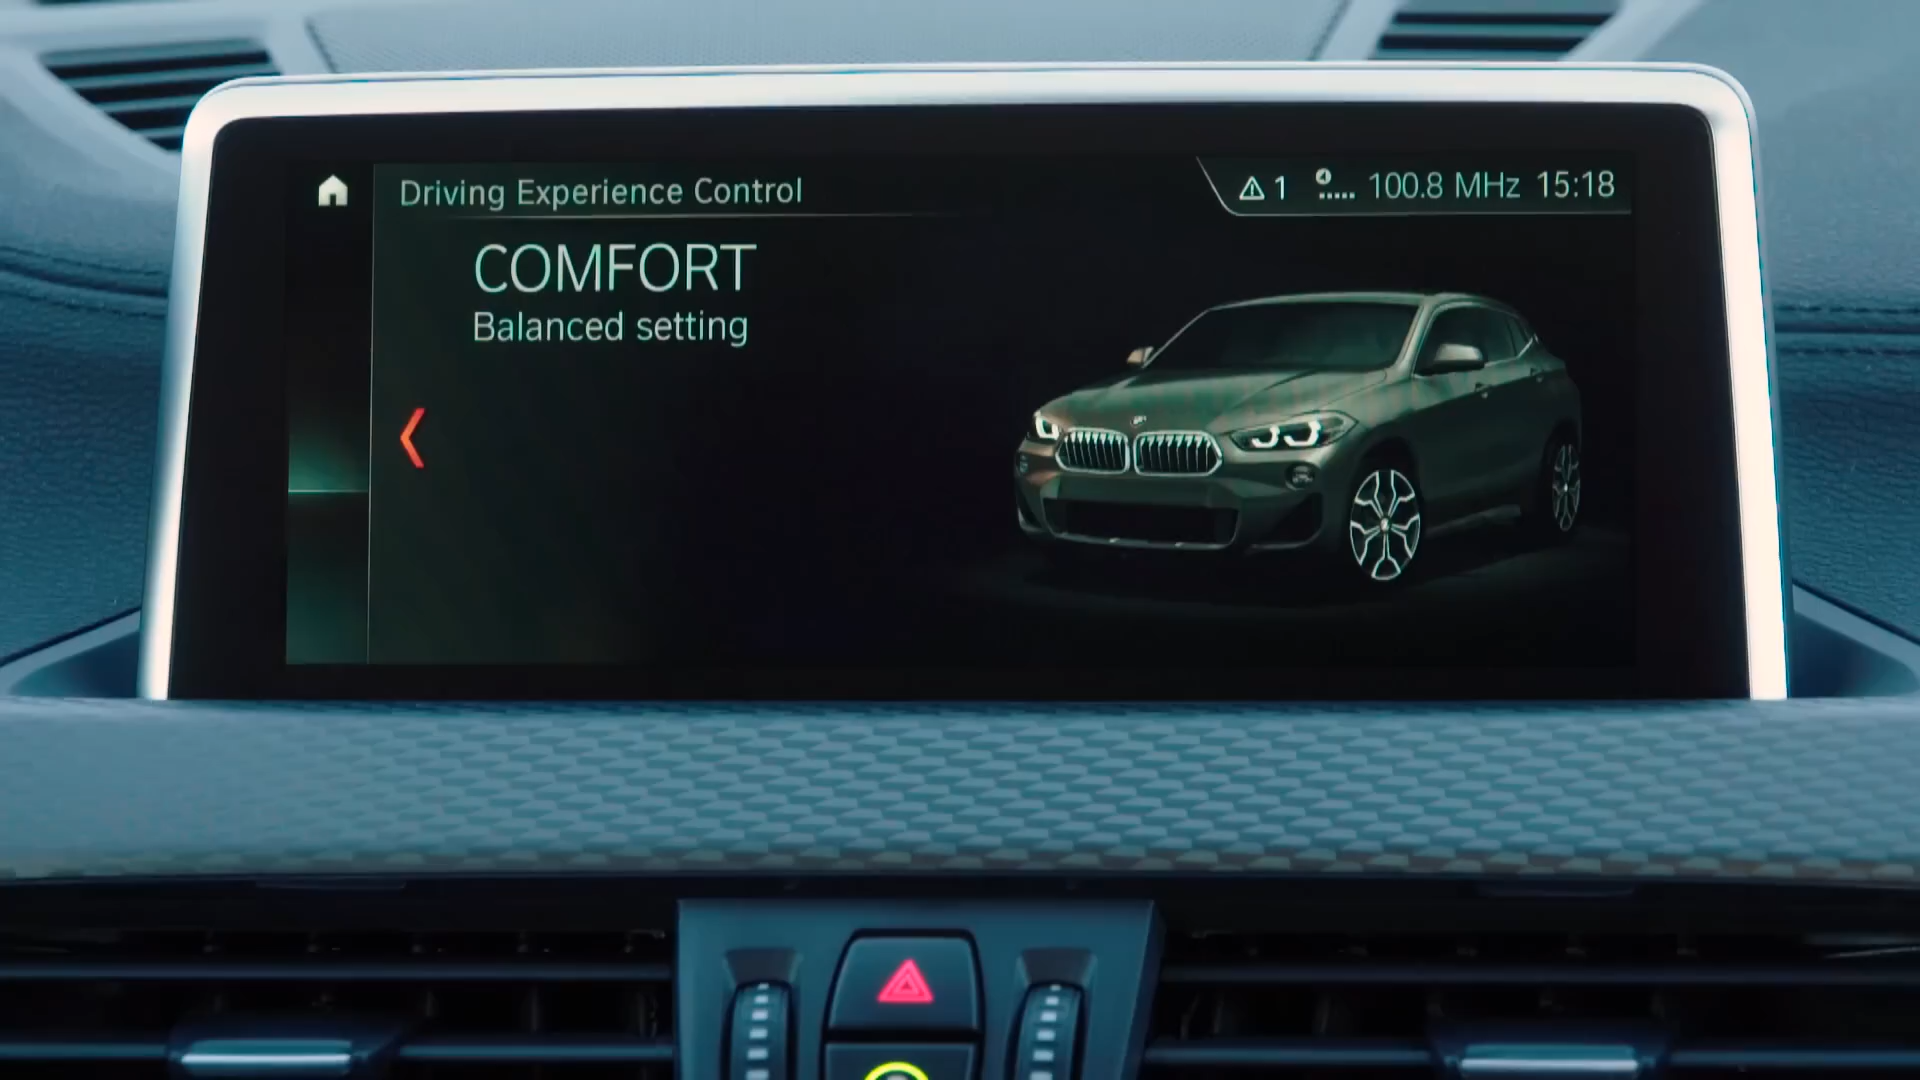 Driving Experience Control
1 100.8 MHz 15:18
COMFORT
Balanced setting